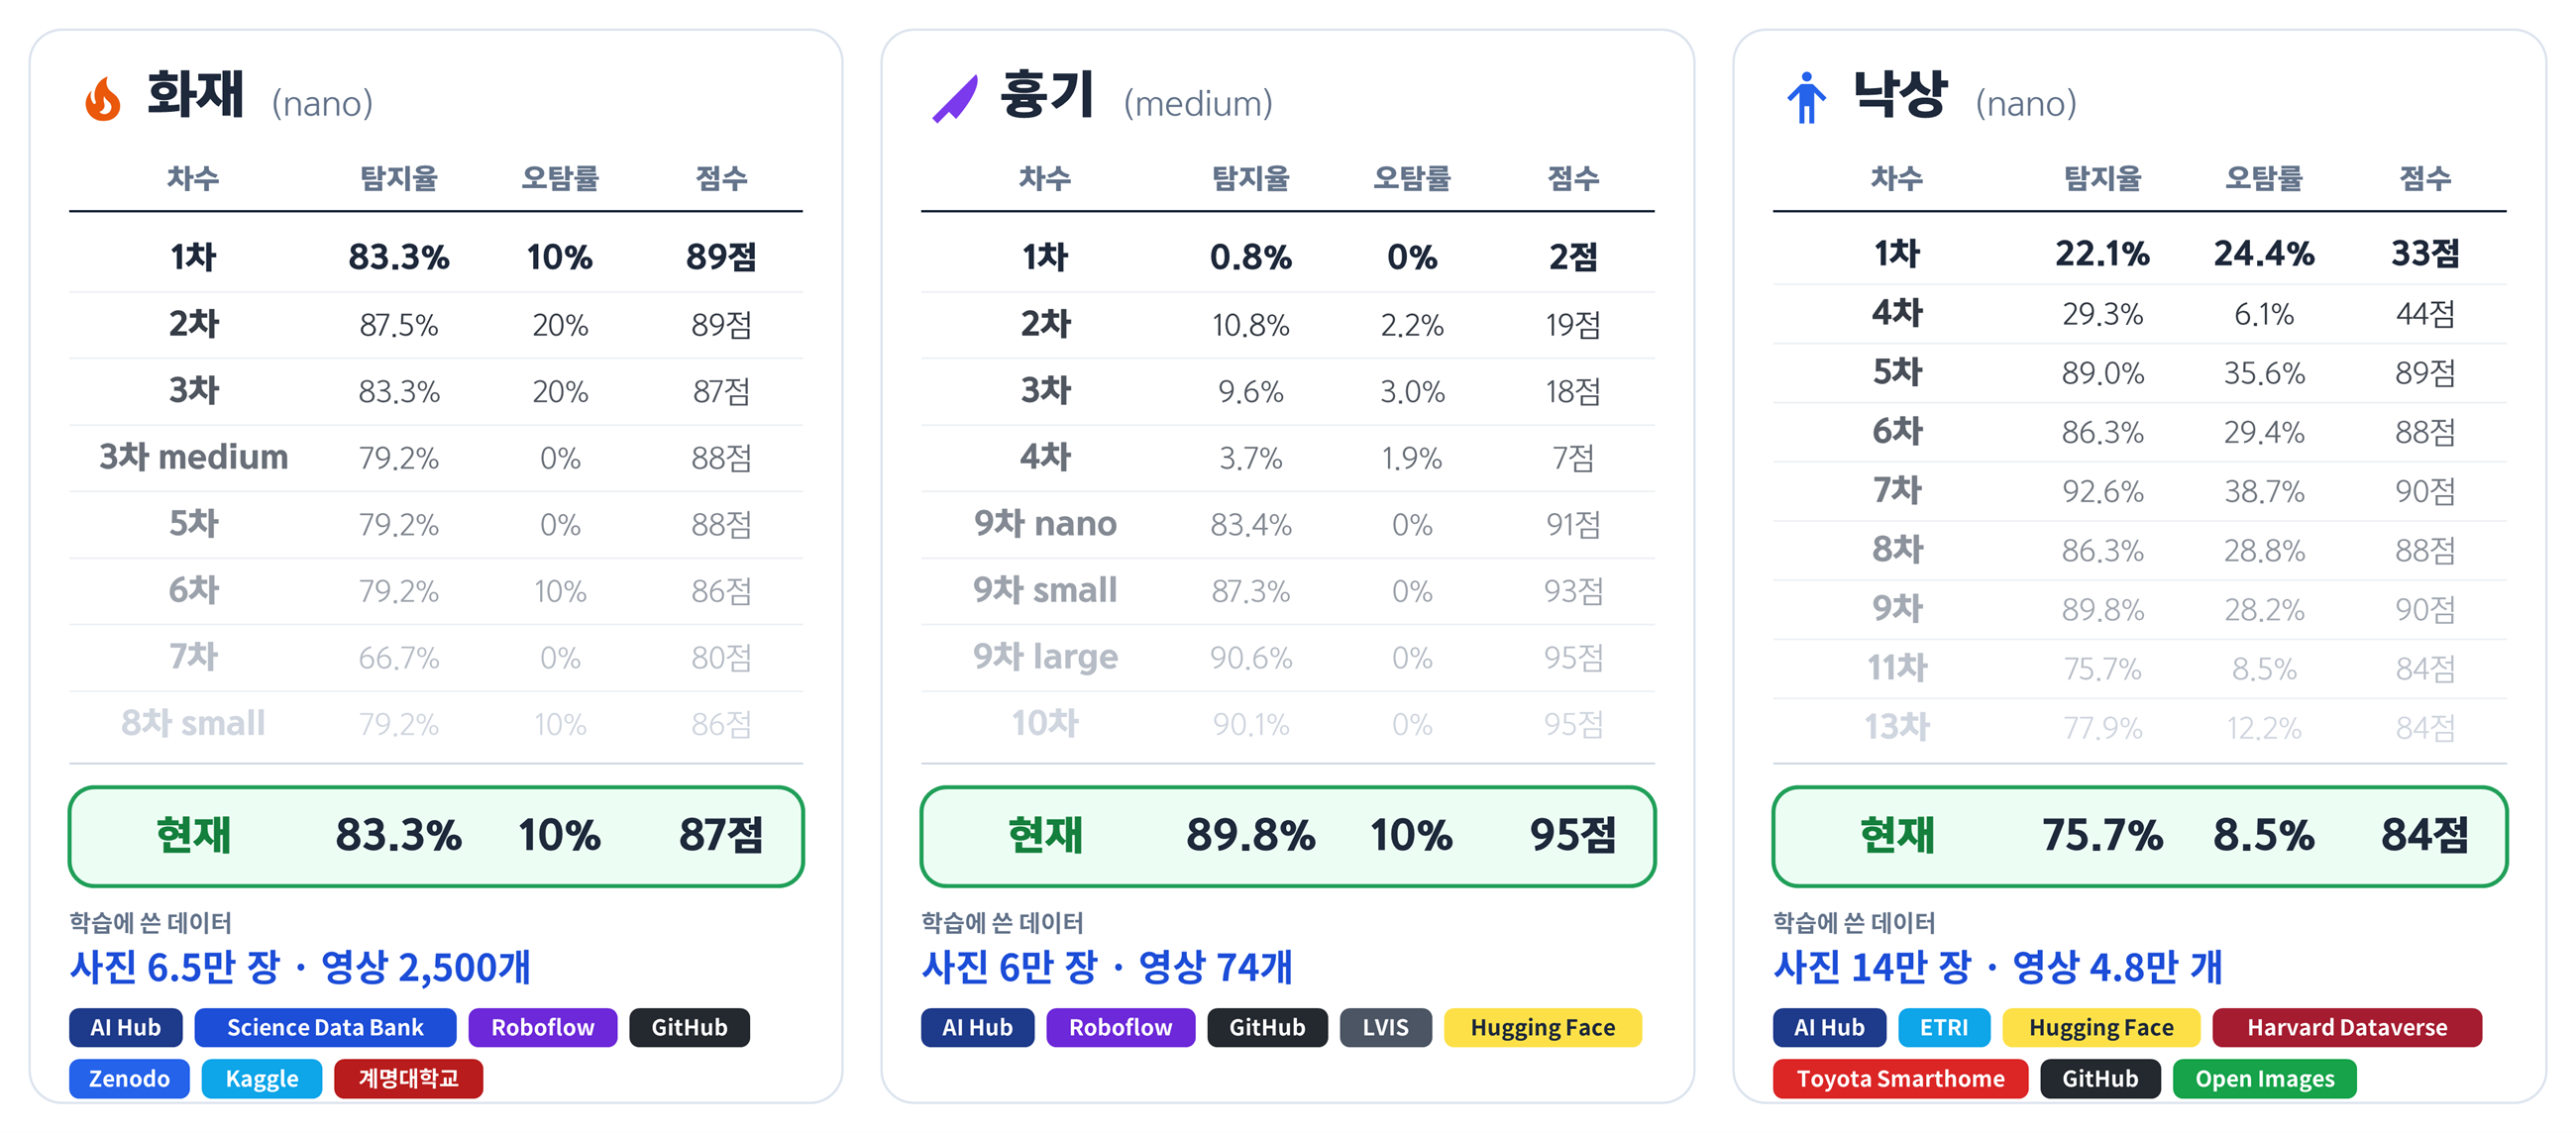 화재 (nano)
차수 탐지율 오탐률 점수
1차 83.3% 10% 89점
2차 87.5% 20% 89점
3차 83.3% 20% 87점
3차 medium 79.2% 0% 88점
5차 79.2% 0% 88점
6차 79.2% 10% 86점
7차 66.7% 0% 80점
8차 small 79.2% 10% 86점
현재 83.3% 10% 87점
학습에 쓴 데이터
사진 6.5만 장 · 영상 2,500개
AI Hub Science Data Bank Roboflow GitHub
Zenodo Kaggle 계명대학교
흉기 (medium)
차수 탐지율 오탐률 점수
1차 0.8% 0% 2점
2차 10.8% 2.2% 19점
3차 9.6% 3.0% 18점
4차 3.7% 1.9% 7점
9차 nano 83.4% 0% 91점
9차 small 87.3% 0% 93점
9차 large 90.6% 0% 95점
10차 90.1% 0% 95점
현재 89.8% 10% 95점
학습에 쓴 데이터
사진 6만 장 · 영상 74개
AI Hub Roboflow GitHub LVIS Hugging Face
낙상 (nano)
차수 탐지율 오탐률 점수
1차 22.1% 24.4% 33점
4차 29.3% 6.1% 44점
5차 89.0% 35.6% 89점
6차 86.3% 29.4% 88점
7차 92.6% 38.7% 90점
8차 86.3% 28.8% 88점
9차 89.8% 28.2% 90점
11차 75.7% 8.5% 84점
13차 77.9% 12.2% 84점
현재 75.7% 8.5% 84점
학습에 쓴 데이터
사진 14만 장 · 영상 4.8만 개
AI Hub ETRI Hugging Face Harvard Dataverse
Toyota Smarthome GitHub Open Images